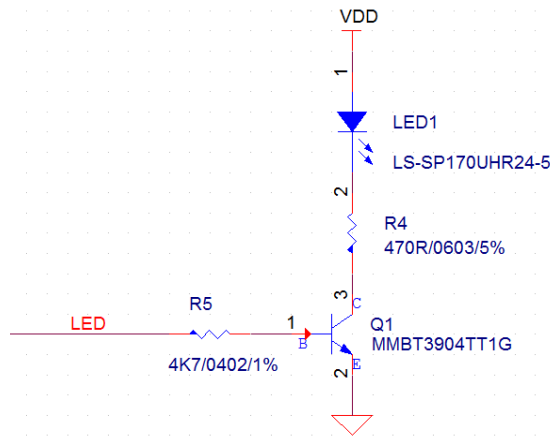 VDD
1
LED1
LS-SP170UHR24-5
2
R4
470R/0603/5%
3
C
R5
LED
1
B
Q1
MMBT3904TT1G
4K7/0402/1%
2
E